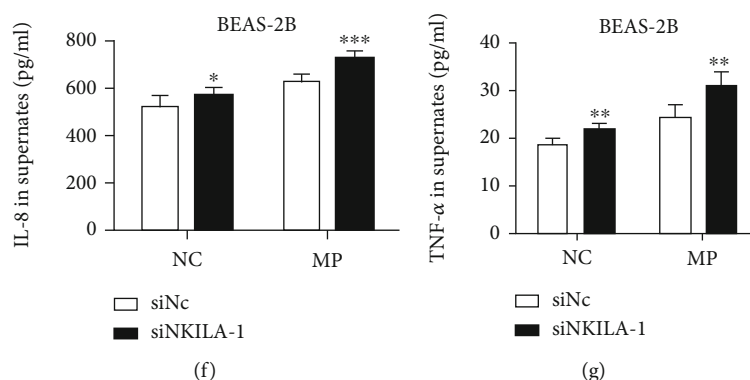 BEAS-2B
IL-8 in supernates (pg/ml)
800
600
400
200
0
*
***
NC
MP
siNc
siNKILA-1
(f)
BEAS-2B
TNF-α in supernates (pg/ml)
40
30
20
10
0
**
**
NC
MP
siNc
siNKILA-1
(g)